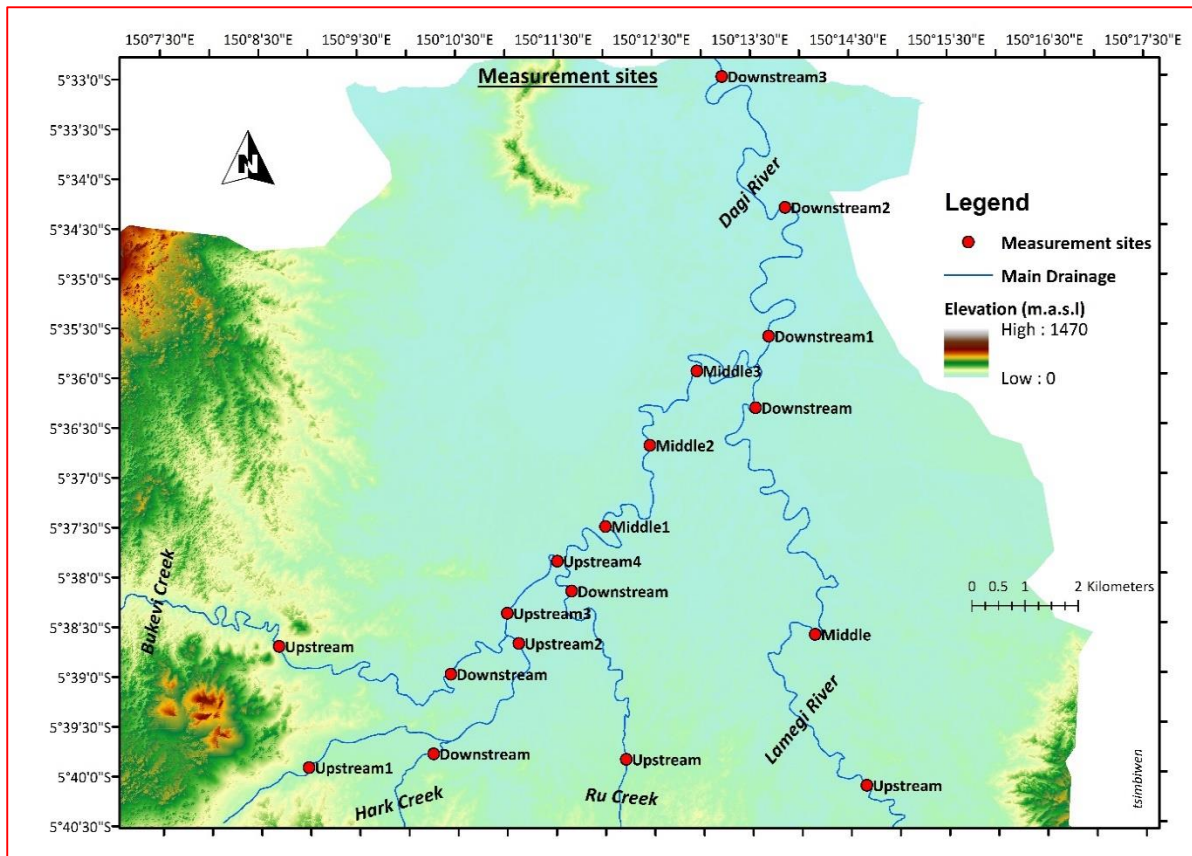 150°7'30"E 150°8'30"E 150°9'30"E 150°10'30"E 150°11'30"E 150°12'30"E 150°13'30"E 150°14'30"E 150°15'30"E 150°16'30"E 150°17'30"E
Measurement sites
5°33'0"S
5°33'30"S
5°34'0"S
5°34'30"S
5°35'0"S
5°35'30"S
5°36'0"S
5°36'30"S
5°37'0"S
5°37'30"S
5°38'0"S
5°38'30"S
5°39'0"S
5°39'30"S
5°40'0"S
5°40'30"S
N
Downstream3
Dagi River
Downstream2
Downstream1
Middle3
Downstream
Middle2
Middle1
Upstream4
Downstream
Upstream3
Upstream2
Bukevi Creek
Upstream
Downstream
Middle
Lamegi River
Upstream1
Downstream
Upstream
Upstream
Hark Creek
Ru Creek
Legend
Measurement sites
Main Drainage
Elevation (m.a.s.l)
High : 1470
Low : 0
0 0.5 1 2 Kilometers
tsimbiwen